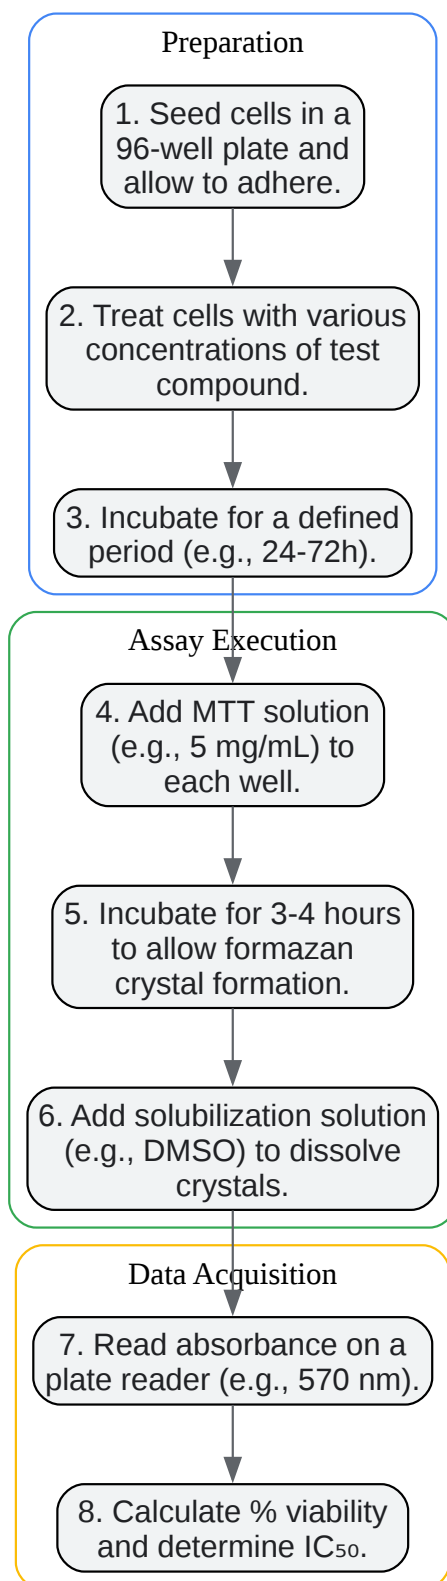 Preparation
1. Seed cells in a
96-well plate and
allow to adhere.
2. Treat cells with various
concentrations of test
compound.
3. Incubate for a defined
period (e.g., 24-72h).
Assay Execution
4. Add MTT solution
(e.g., 5 mg/mL) to
each well.
5. Incubate for 3-4 hours
to allow formazan
crystal formation.
6. Add solubilization solution
(e.g., DMSO) to dissolve
crystals.
Data Acquisition
7. Read absorbance on a
plate reader (e.g., 570 nm).
8. Calculate % viability
and determine IC₅₀.